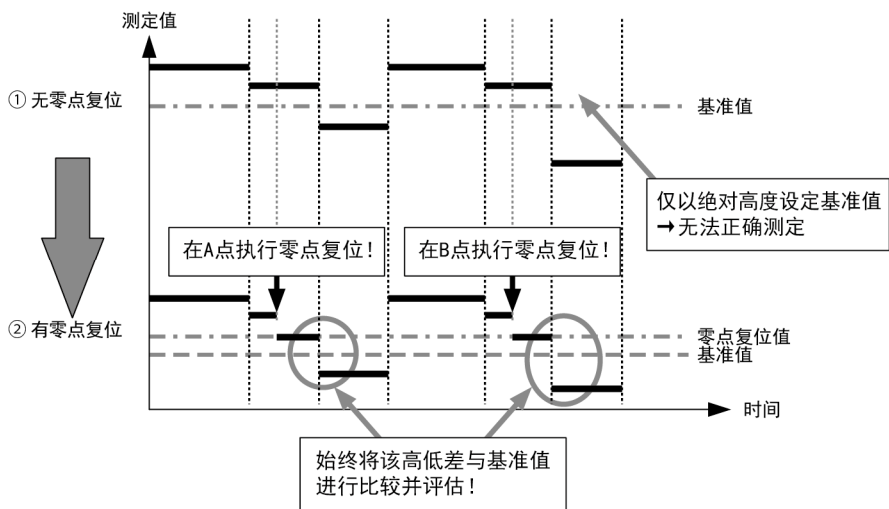 测定值
① 无零点复位
基准值
仅以绝对高度设定基准值
→无法正确测定
在A点执行零点复位！
在B点执行零点复位！
② 有零点复位
零点复位值
基准值
时间
始终将该高低差与基准值
进行比较并评估！